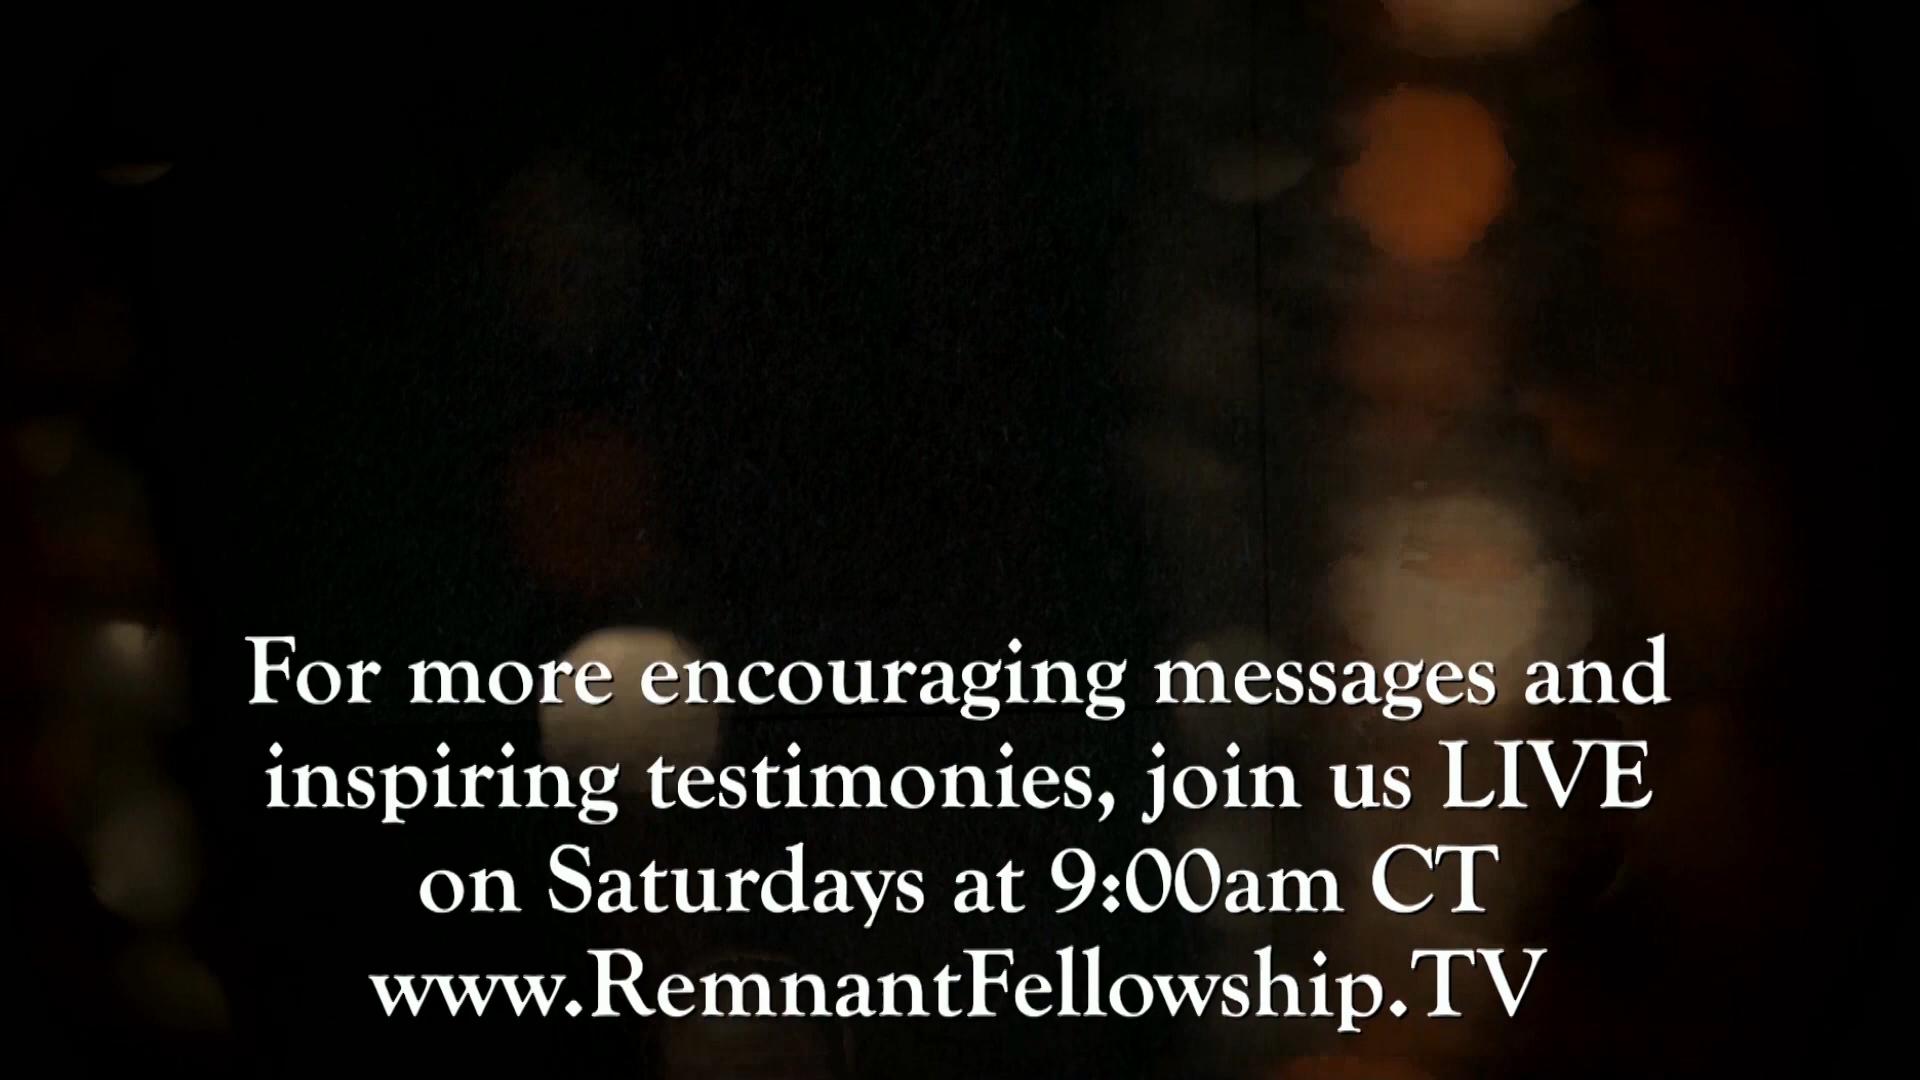 For more encouraging messages and
inspiring testimonies, join us LIVE
on Saturdays at 9:00am CT
www.RemnantFellowship.TV